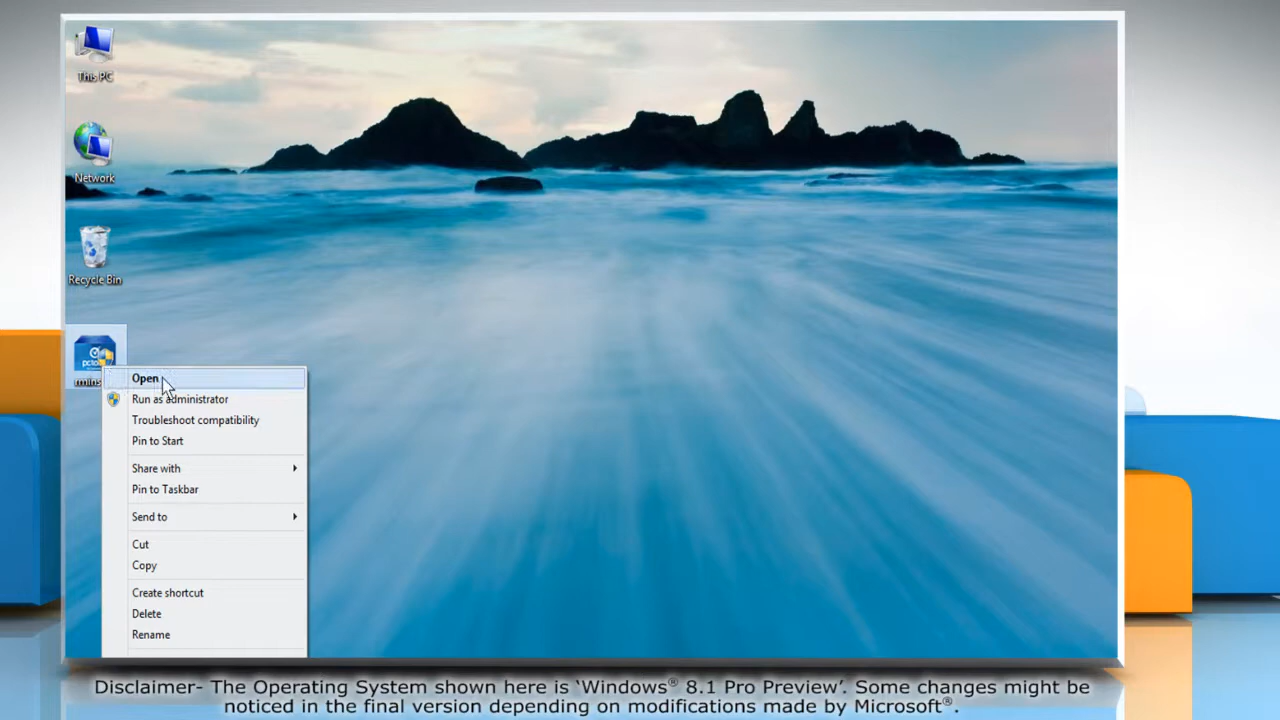 This PC
Network
Recycle Bin
Open
Run as administrator
Troubleshoot compatibility
Pin to Start
Share with
Pin to Taskbar
Send to
Cut
Copy
Create shortcut
Delete
Rename
Disclaimer- The Operating System shown here is ‘Windows® 8.1 Pro Preview’. Some changes might be
noticed in the final version depending on modifications made by Microsoft®.